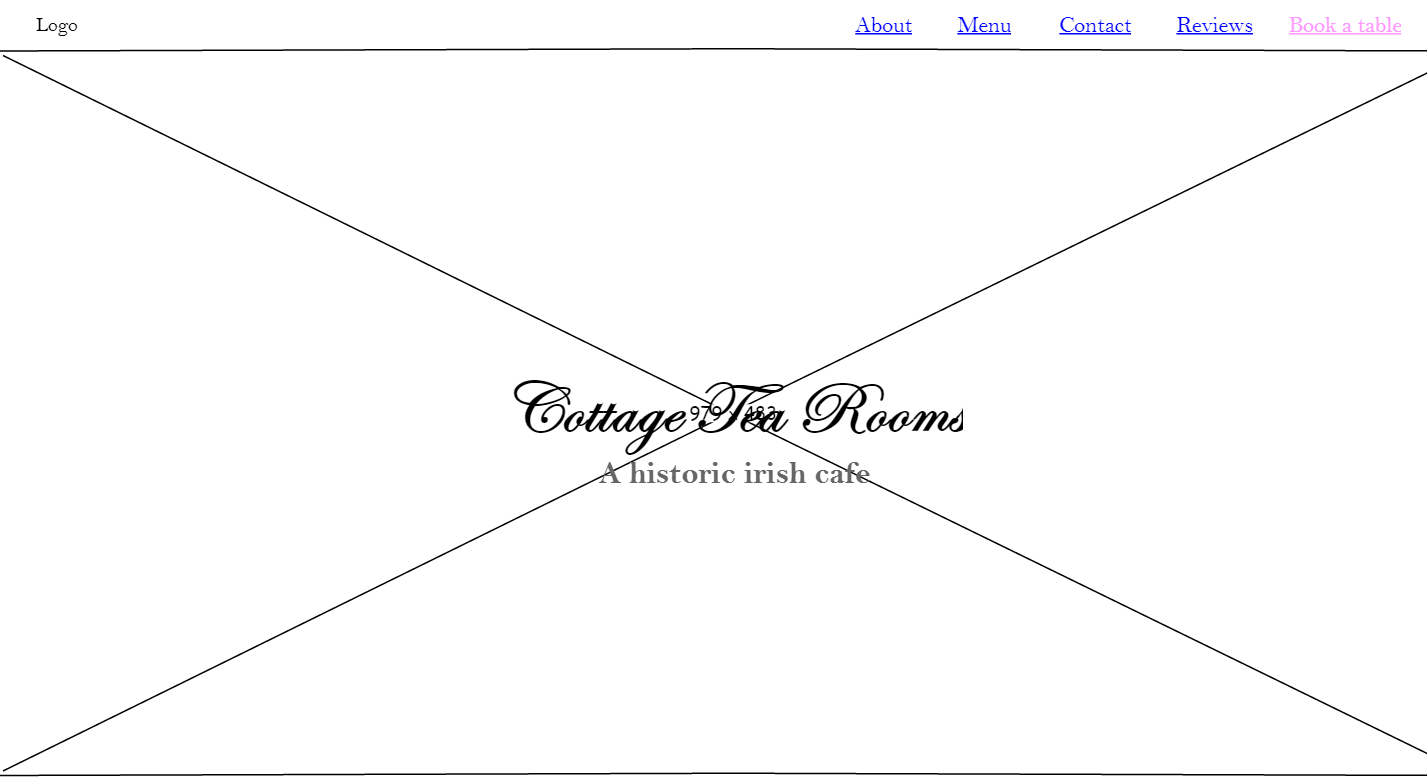 Logo About Menu Contact Reviews Book a table
Cottage Tea Rooms
979 x 483
A historic irish cafe